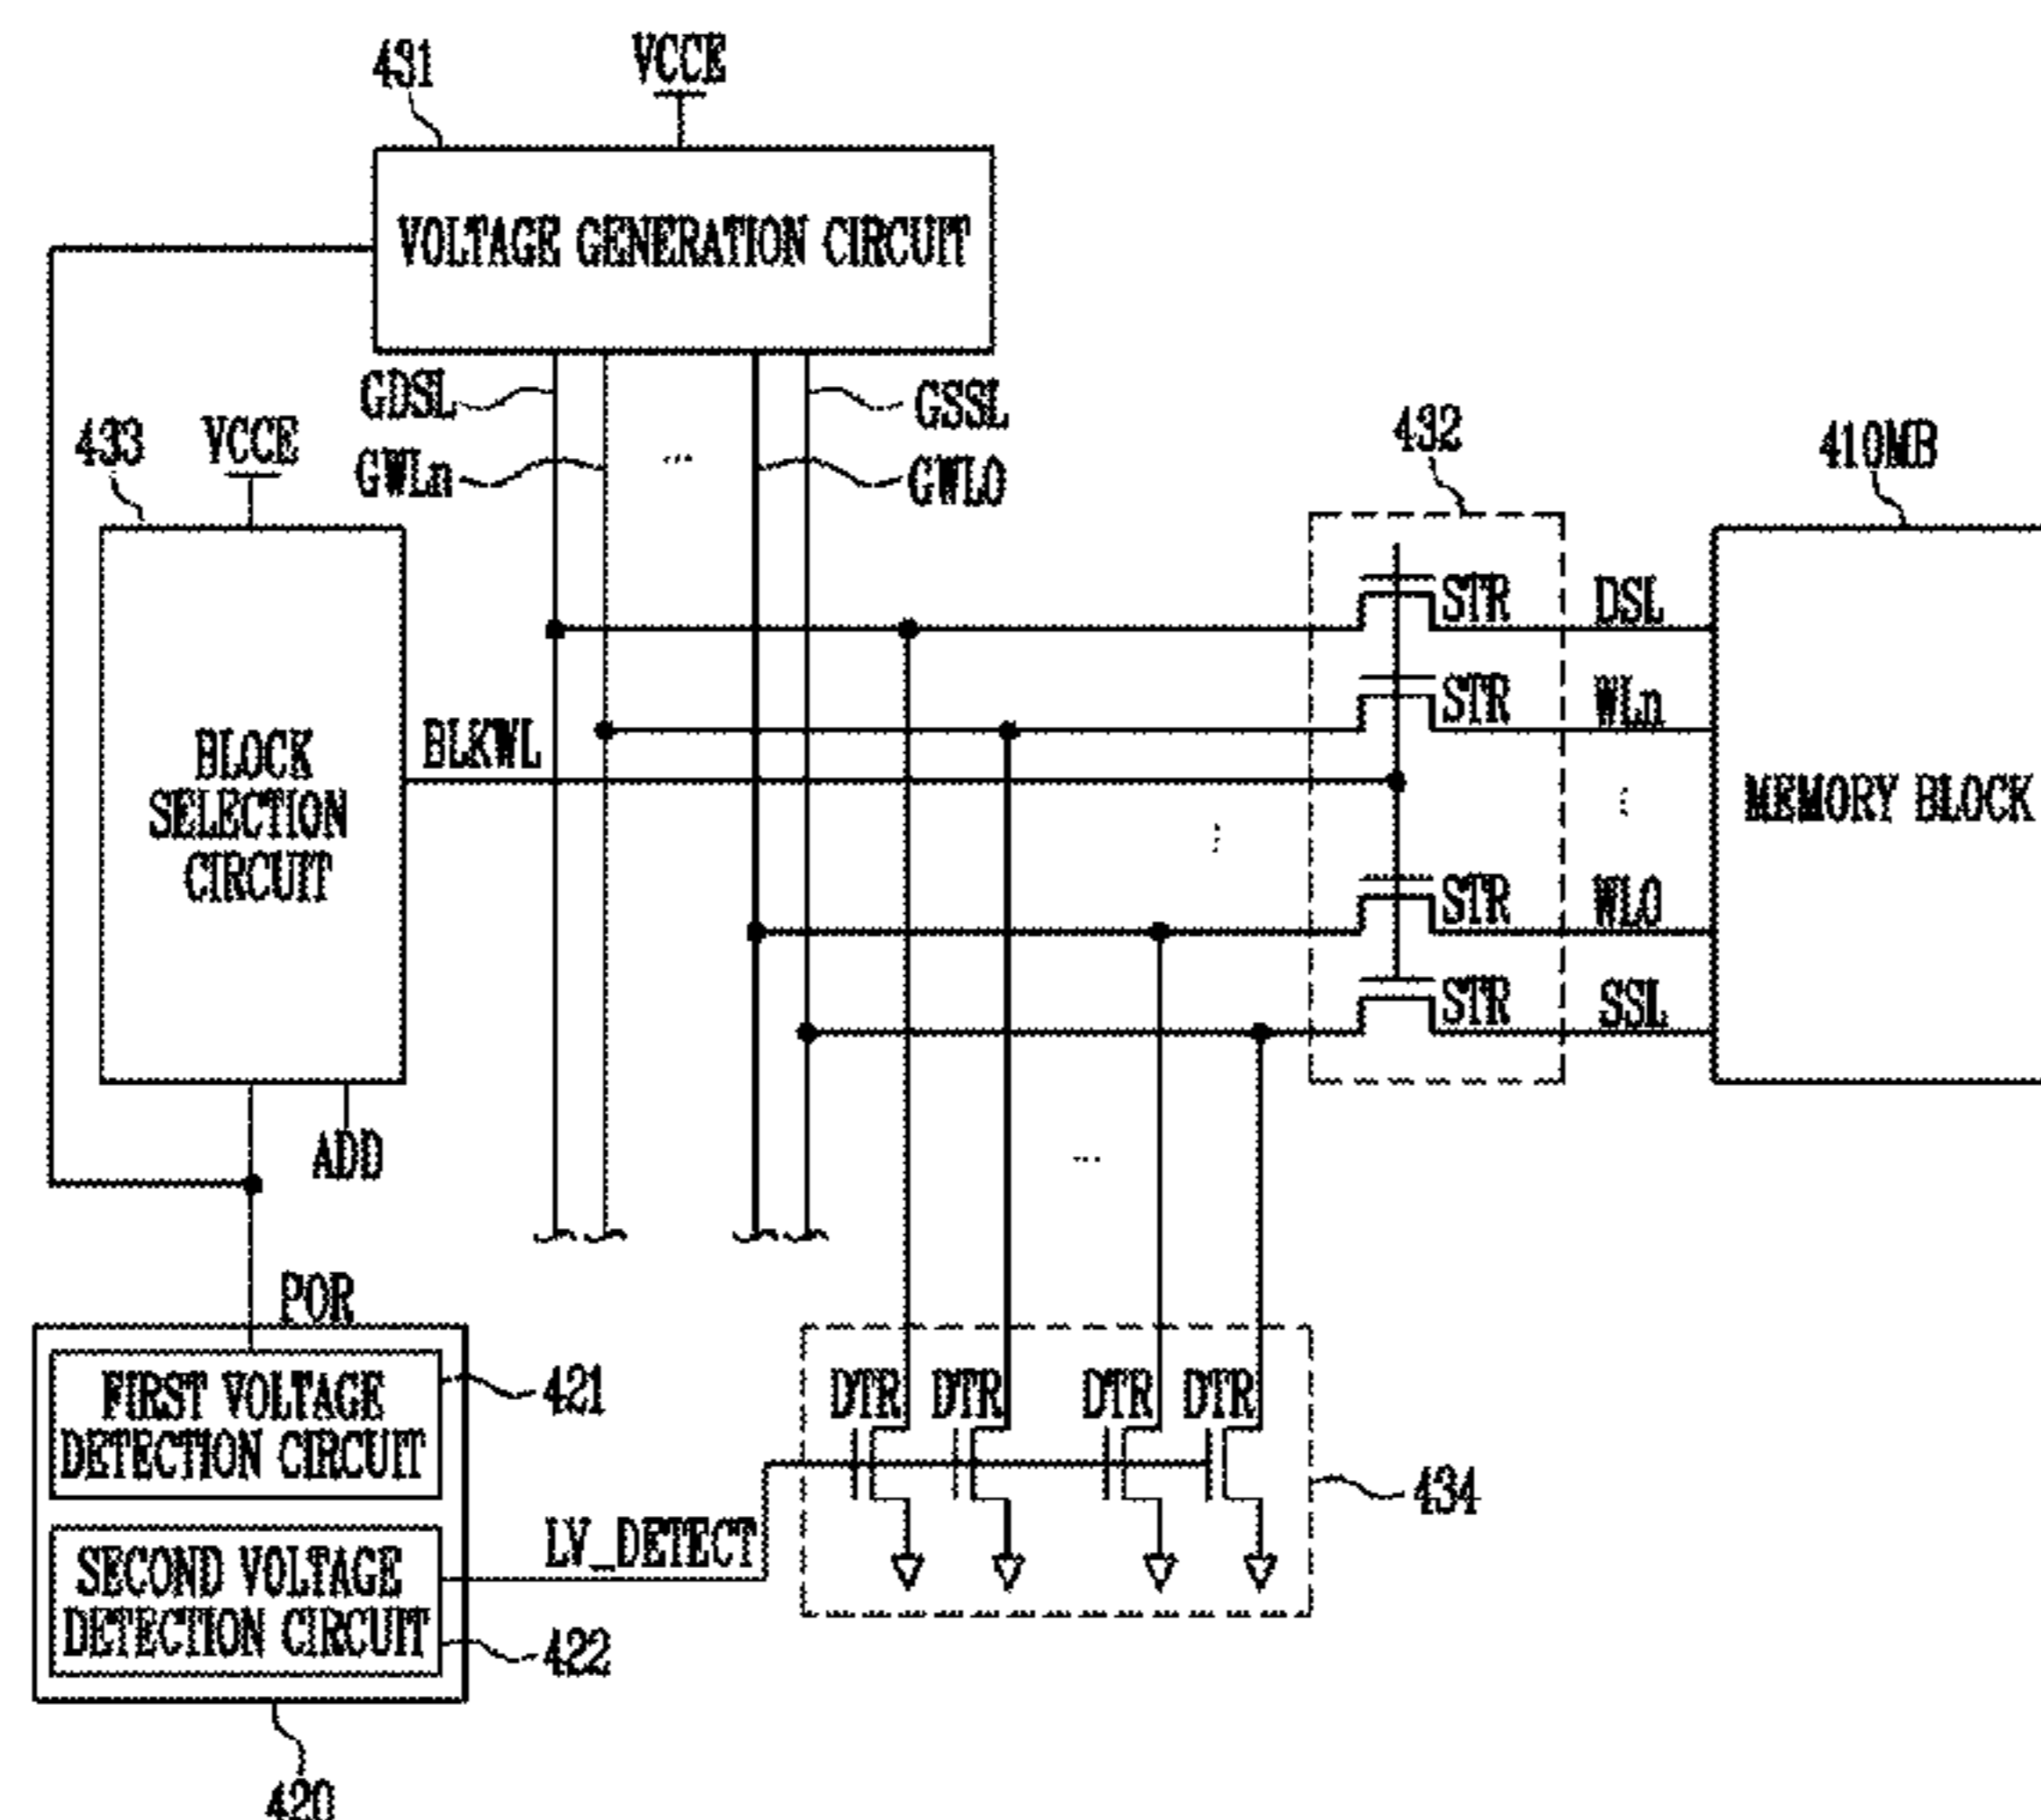 431
VCCE
VOLTAGE GENERATION CIRCUIT
GDSL
GSSL
GWLn
...
GWL0
433
VCCE
432
410MB
BLOCK
SELECTION
CIRCUIT
BLKWL
STR
DSL
STR
WLn
MEMORY BLOCK
STR
WL0
STR
SSL
ADD
...
POR
FIRST VOLTAGE
DETECTION CIRCUIT
421
DTR
DTR
DTR
DTR
434
LV_DETECT
SECOND VOLTAGE
DETECTION CIRCUIT
422
420